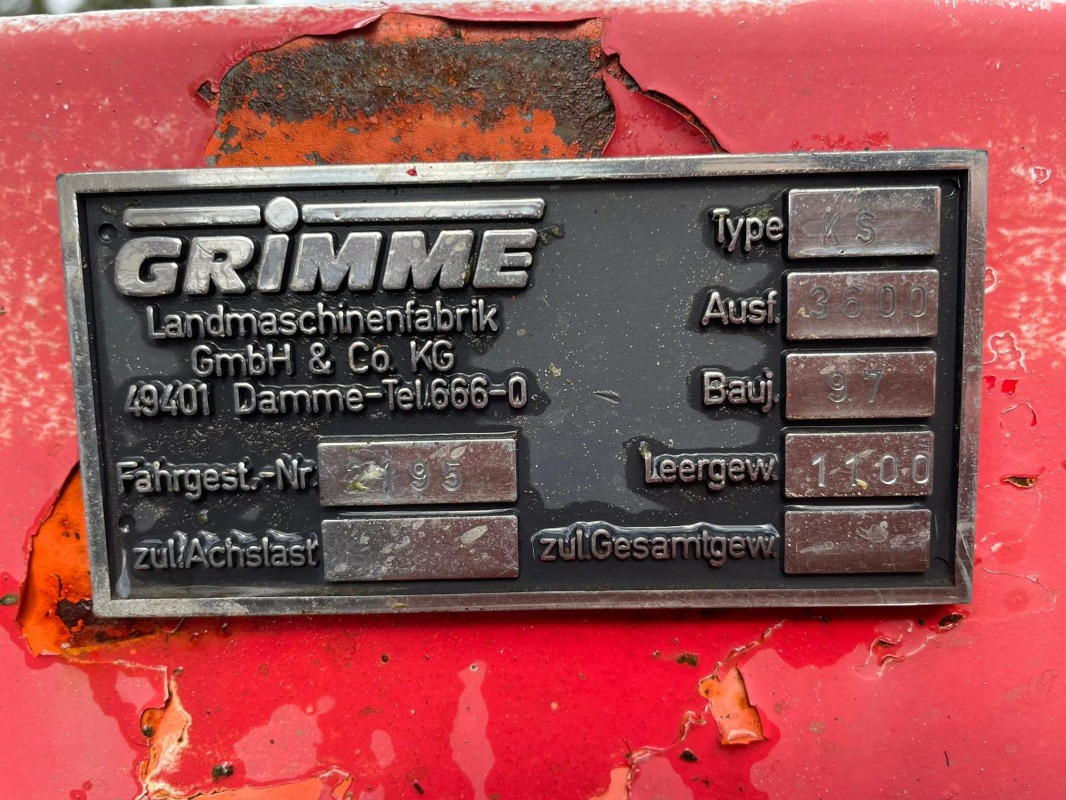 GRiMME
Landmaschinenfabrik
GmbH & Co. KG
49401 Damme-Tel.666-0
Type KS
Ausf. 3600
Bauj. 97
Fahrgest.-Nr. 2195
Leergew. 1100
zul.Achslast
zul.Gesamtgew.